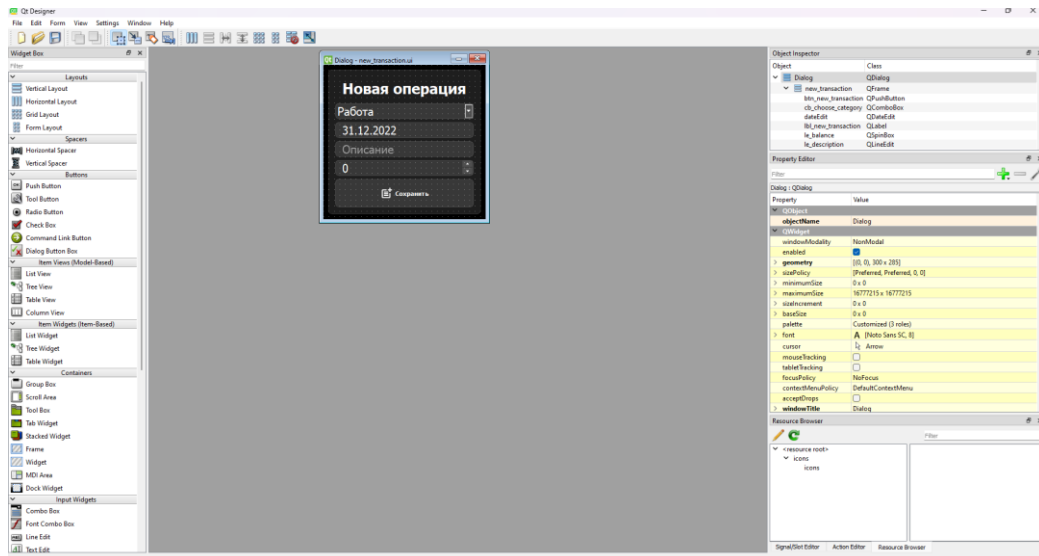 Qt Designer
File Edit Form View Settings Window Help
Widget Box
Filter
Layouts
Vertical Layout
Horizontal Layout
Grid Layout
Form Layout
Spacers
Horizontal Spacer
Vertical Spacer
Buttons
Push Button
Tool Button
Radio Button
Check Box
Command Link Button
Dialog Button Box
Item Views (Model-Based)
List View
Tree View
Table View
Column View
Item Widgets (Item-Based)
List Widget
Tree Widget
Table Widget
Containers
Group Box
Scroll Area
Tool Box
Tab Widget
Stacked Widget
Frame
Widget
MDI Area
Dock Widget
Input Widgets
Combo Box
Font Combo Box
Line Edit
Text Edit
Dialog - new_transaction.ui
Новая операция
Работа
31.12.2022
Описание
0
Сохранить
Object Inspector
Object Class
Dialog QDialog
new_transaction QFrame
btn_new_transaction QPushButton
cb_choose_category QComboBox
dateEdit QDateEdit
lbl_new_transaction QLabel
le_balance QSpinBox
le_description QLineEdit
Property Editor
Filter
Dialog : QDialog
Property Value
QObject
objectName Dialog
QWidget
windowModality NonModal
enabled
geometry [(0, 0), 300 x 285]
sizePolicy [Preferred, Preferred, 0, 0]
minimumSize 0 x 0
maximumSize 16777215 x 16777215
sizeIncrement 0 x 0
baseSize 0 x 0
palette Customized (3 roles)
font A [Noto Sans SC, 8]
cursor Arrow
mouseTracking
tabletTracking
focusPolicy NoFocus
contextMenuPolicy DefaultContextMenu
acceptDrops
windowTitle Dialog
Resource Browser
Filter
<resource root>
icons
icons
Signal/Slot Editor Action Editor Resource Browser